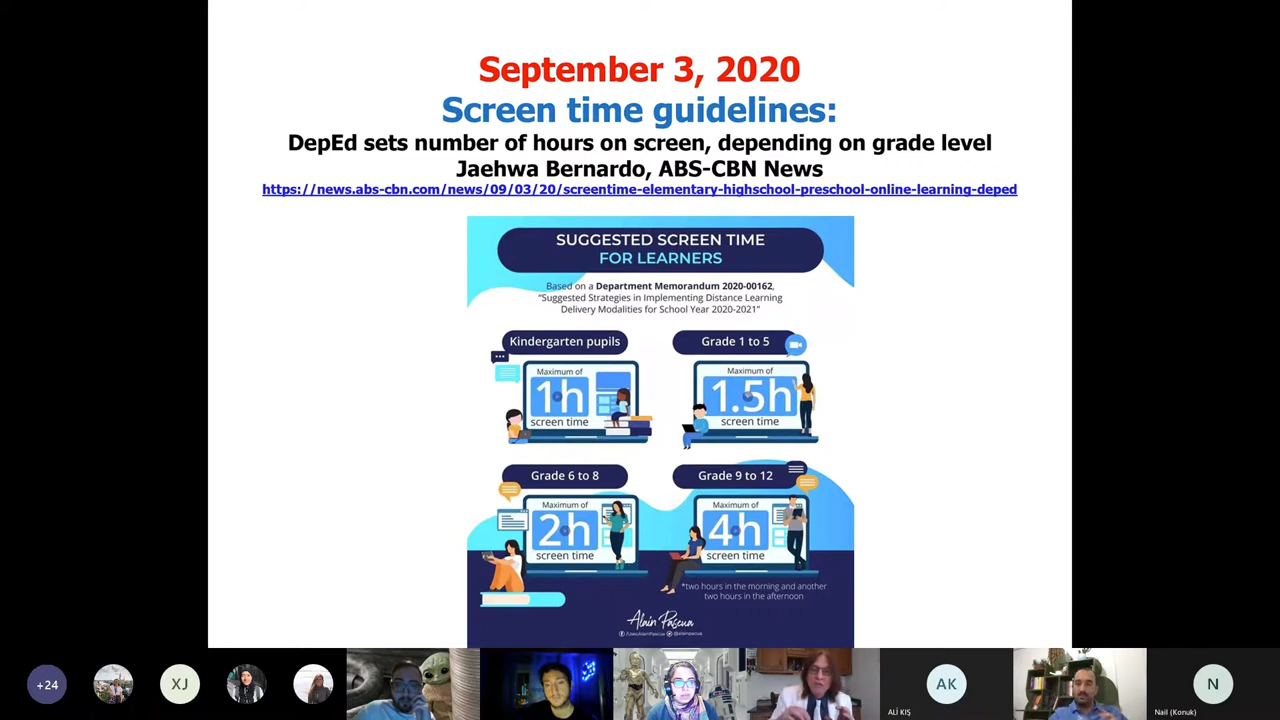 September 3, 2020
Screen time guidelines:
DepEd sets number of hours on screen, depending on grade level
Jaehwa Bernardo, ABS-CBN News
https://news.abs-cbn.com/news/09/03/20/screentime-elementary-highschool-preschool-online-learning-deped
SUGGESTED SCREEN TIME
FOR LEARNERS
Based on a Department Memorandum 2020-00162,
“Suggested Strategies in Implementing Distance Learning
Delivery Modalities for School Year 2020-2021”
Kindergarten pupils
Maximum of
1h
screen time
Grade 1 to 5
Maximum of
1.5h
screen time
Grade 6 to 8
Maximum of
2h
screen time
Grade 9 to 12
Maximum of
4h
screen time
*two hours in the morning and another
two hours in the afternoon
Alain Pascua
@alainpascua
+24
XJ
AK
ALİ KIŞ
N
Nail (Konuk)